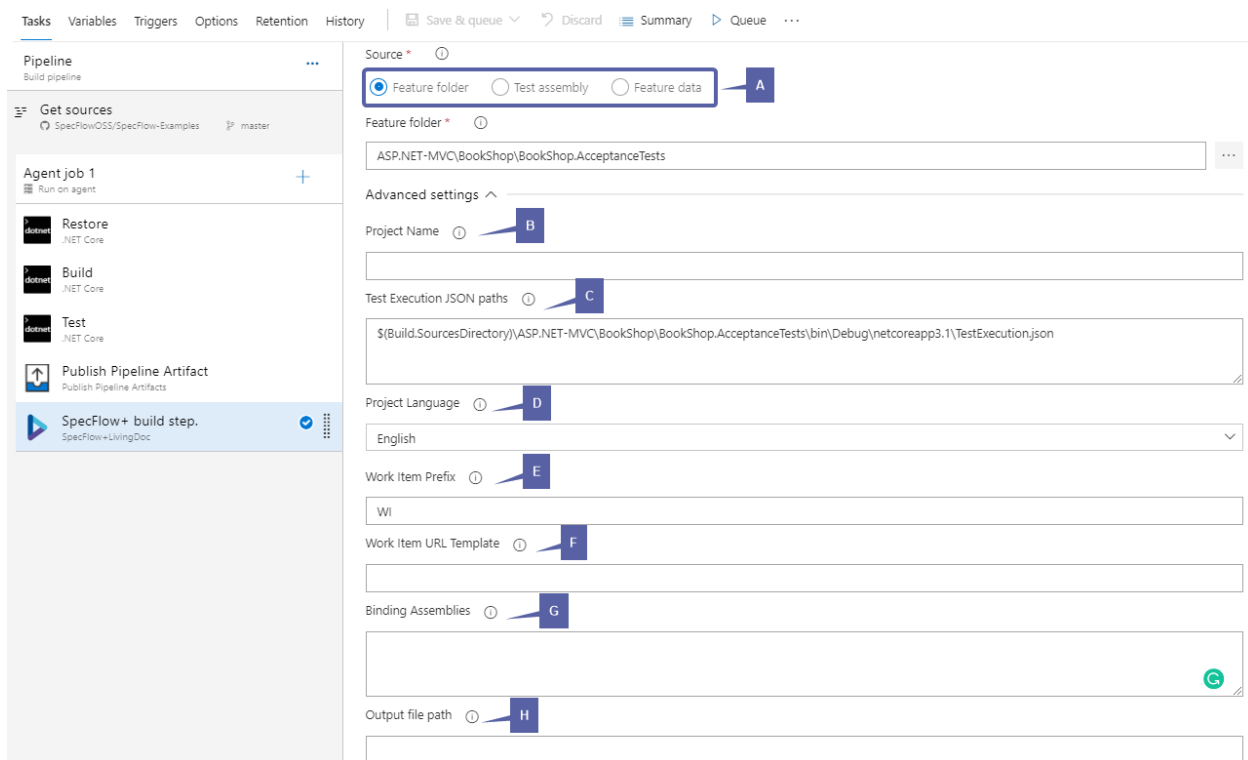 Tasks Variables Triggers Options Retention History Save & queue Discard Summary Queue ...
Pipeline
Build pipeline
Get sources
SpecFlowOSS/SpecFlow-Examples master
Agent job 1
Run on agent
dotnet
Restore
.NET Core
dotnet
Build
.NET Core
dotnet
Test
.NET Core
Publish Pipeline Artifact
Publish Pipeline Artifacts
SpecFlow+ build step.
SpecFlow+LivingDoc
Source *
Feature folder Test assembly Feature data
A
Feature folder *
ASP.NET-MVC\BookShop\BookShop.AcceptanceTests
...
Advanced settings
Project Name
B
Test Execution JSON paths
C
$(Build.SourcesDirectory)\ASP.NET-MVC\BookShop\BookShop.AcceptanceTests\bin\Debug\netcoreapp3.1\TestExecution.json
Project Language
D
English
Work Item Prefix
E
WI
Work Item URL Template
F
Binding Assemblies
G
Output file path
H